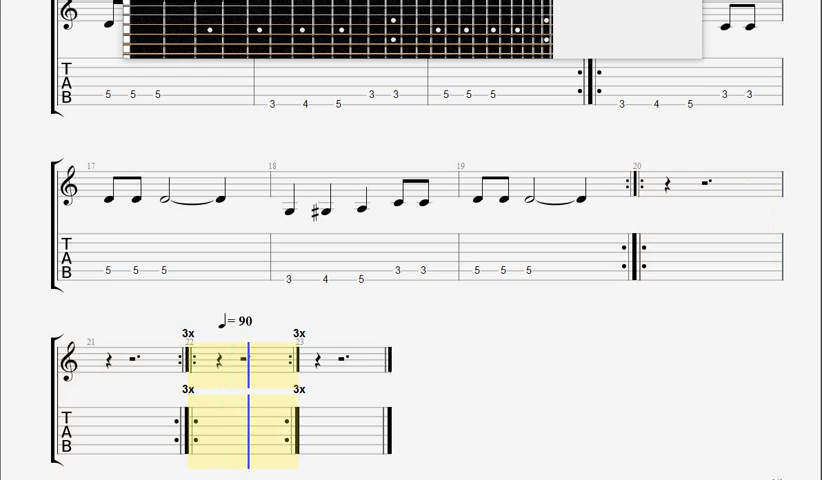 T
A
B
5 5 5
3 4 5 3 3
5 5 5
3 4 5 3 3
17 18 19 20
T
A
B
5 5 5
3 4 5 3 3
5 5 5
= 90
3x 3x
21 22 23
3x 3x
T
A
B